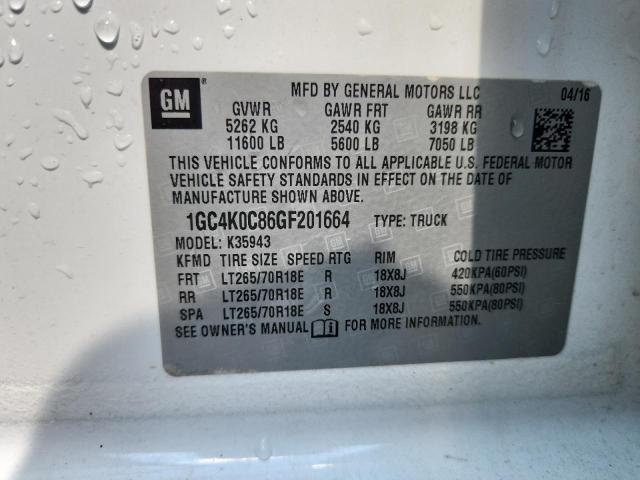 GM
MFD BY GENERAL MOTORS LLC 04/16
GVWR GAWR FRT GAWR RR
5262 KG 2540 KG 3198 KG
11600 LB 5600 LB 7050 LB
THIS VEHICLE CONFORMS TO ALL APPLICABLE U.S. FEDERAL MOTOR
VEHICLE SAFETY STANDARDS IN EFFECT ON THE DATE OF
MANUFACTURE SHOWN ABOVE.
1GC4K0C86GF201664 TYPE: TRUCK
MODEL: K35943
KFMD TIRE SIZE SPEED RTG RIM COLD TIRE PRESSURE
FRT LT265/70R18E R 18X8J 420KPA(60PSI)
RR LT265/70R18E R 18X8J 550KPA(80PSI)
SPA LT265/70R18E S 18X8J 550KPA(80PSI)
SEE OWNER'S MANUAL FOR MORE INFORMATION.